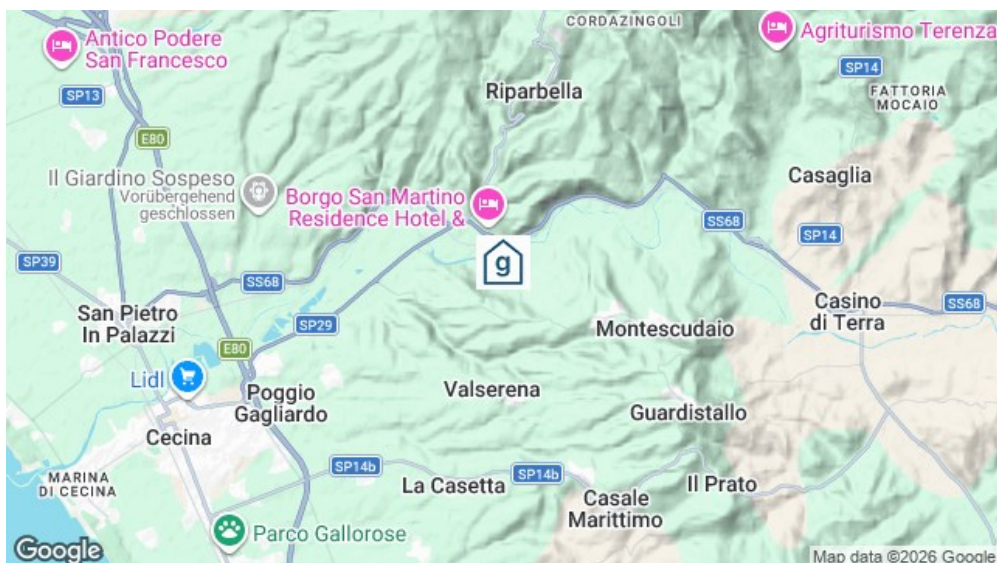 CORDAZINGOLI
Antico Podere
San Francesco
Agriturismo Terenza
SP14
SP13
Riparbella
FATTORIA
MOCAIO
E80
Il Giardino Sospeso
Vorübergehend
geschlossen
Casaglia
Borgo San Martino
Residence Hotel &
SS68
SP14
SP39
g
SS68
Casino
di Terra
SS68
San Pietro
In Palazzi
SP29
Montescudaio
E80
Lidl
Poggio
Gagliardo
Valserena
Guardistallo
Cecina
SP14b
SP14b
MARINA
DI CECINA
La Casetta
Il Prato
Casale
Marittimo
Parco Gallorose
Google
Map data ©2026 Google